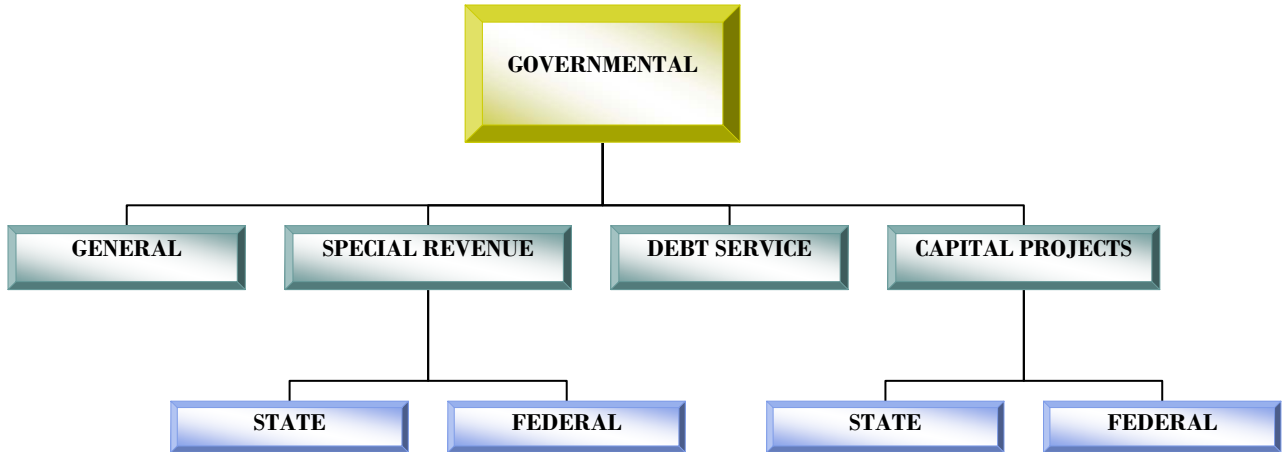 GOVERNMENTAL
GENERAL
SPECIAL REVENUE
DEBT SERVICE
CAPITAL PROJECTS
STATE
FEDERAL
STATE
FEDERAL